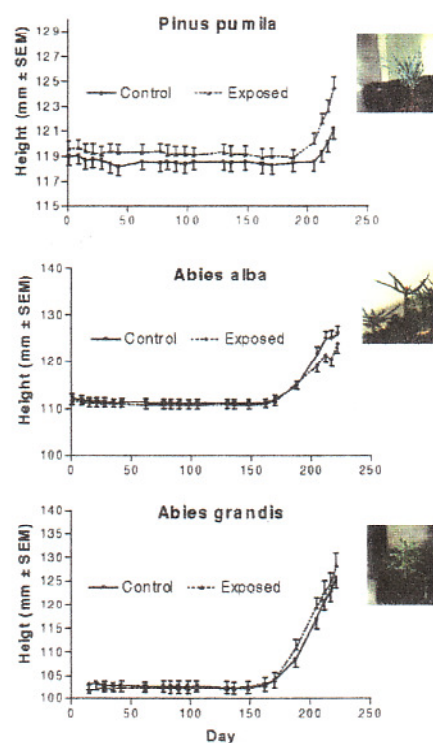 Pinus pumila
Height (mm ± SEM)
129
127
125
123
121
119
117
115
Control Exposed
0 50 100 150 200 250
Abies alba
Height (mm ± SEM)
140
130
120
110
100
Control Exposed
0 50 100 150 200 250
Abies grandis
Height (mm ± SEM)
140
135
130
125
120
115
110
105
100
Control Exposed
0 50 100 150 200 250
Day